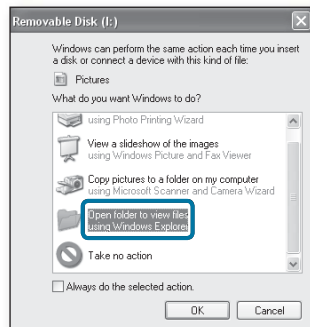 Removable Disk (I:)
Windows can perform the same action each time you insert
a disk or connect a device with this kind of file:
Pictures
What do you want Windows to do?
using Photo Printing Wizard
View a slideshow of the images
using Windows Picture and Fax Viewer
Copy pictures to a folder on my computer
using Microsoft Scanner and Camera Wizard
Open folder to view files
using Windows Explorer
Take no action
Always do the selected action.
OK
Cancel